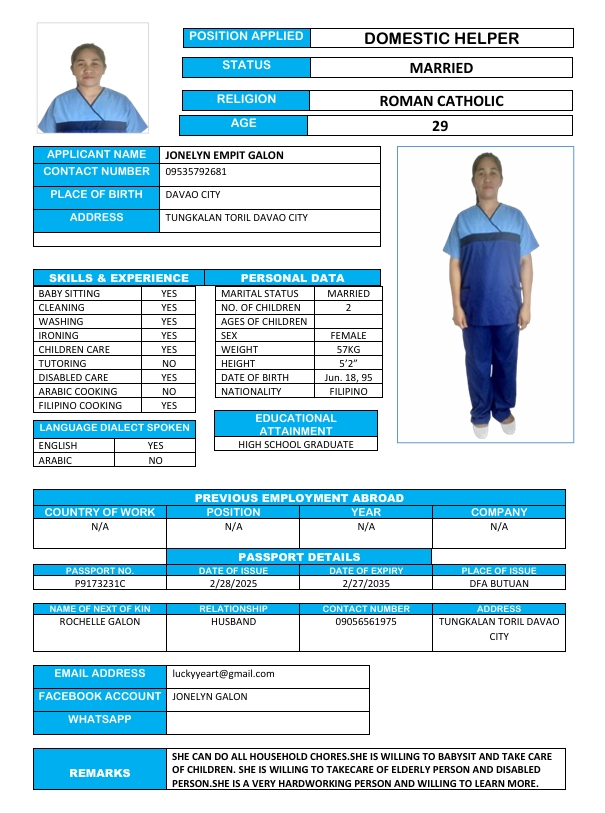 POSITION APPLIED DOMESTIC HELPER
STATUS MARRIED
RELIGION ROMAN CATHOLIC
AGE 29
APPLICANT NAME JONELYN EMPIT GALON
CONTACT NUMBER 09535792681
PLACE OF BIRTH DAVAO CITY
ADDRESS TUNGKALAN TORIL DAVAO CITY
SKILLS & EXPERIENCE PERSONAL DATA
BABY SITTING YES MARITAL STATUS MARRIED
CLEANING YES NO. OF CHILDREN 2
WASHING YES AGES OF CHILDREN
IRONING YES SEX FEMALE
CHILDREN CARE YES WEIGHT 57KG
TUTORING NO HEIGHT 5’2”
DISABLED CARE YES DATE OF BIRTH Jun. 18, 95
ARABIC COOKING NO NATIONALITY FILIPINO
FILIPINO COOKING YES
LANGUAGE DIALECT SPOKEN
ENGLISH YES
ARABIC NO
EDUCATIONAL
ATTAINMENT
HIGH SCHOOL GRADUATE
PREVIOUS EMPLOYMENT ABROAD
COUNTRY OF WORK POSITION YEAR COMPANY
N/A N/A N/A N/A
PASSPORT DETAILS
PASSPORT NO. DATE OF ISSUE DATE OF EXPIRY PLACE OF ISSUE
P9173231C 2/28/2025 2/27/2035 DFA BUTUAN
NAME OF NEXT OF KIN RELATIONSHIP CONTACT NUMBER ADDRESS
ROCHELLE GALON HUSBAND 09056561975 TUNGKALAN TORIL DAVAO
CITY
EMAIL ADDRESS luckyyeart@gmail.com
FACEBOOK ACCOUNT JONELYN GALON
WHATSAPP
REMARKS
SHE CAN DO ALL HOUSEHOLD CHORES.SHE IS WILLING TO BABYSIT AND TAKE CARE
OF CHILDREN. SHE IS WILLING TO TAKECARE OF ELDERLY PERSON AND DISABLED
PERSON.SHE IS A VERY HARDWORKING PERSON AND WILLING TO LEARN MORE.